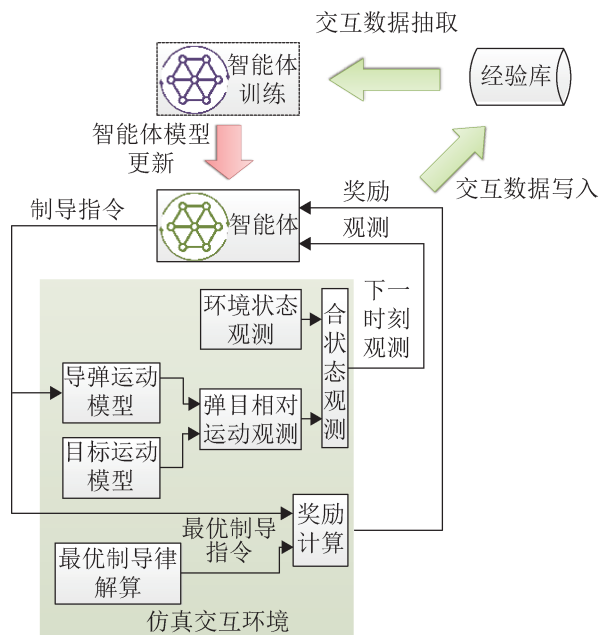 交互数据抽取
智能体
训练
经验库
智能体模型
更新
交互数据写入
制导指令
智能体
奖励
观测
下一
时刻
观测
环境状态
观测
合
状
态
观
测
导弹运动
模型
弹目相对
运动观测
目标运动
模型
最优制导
指令
奖励
计算
最优制导律
解算
仿真交互环境